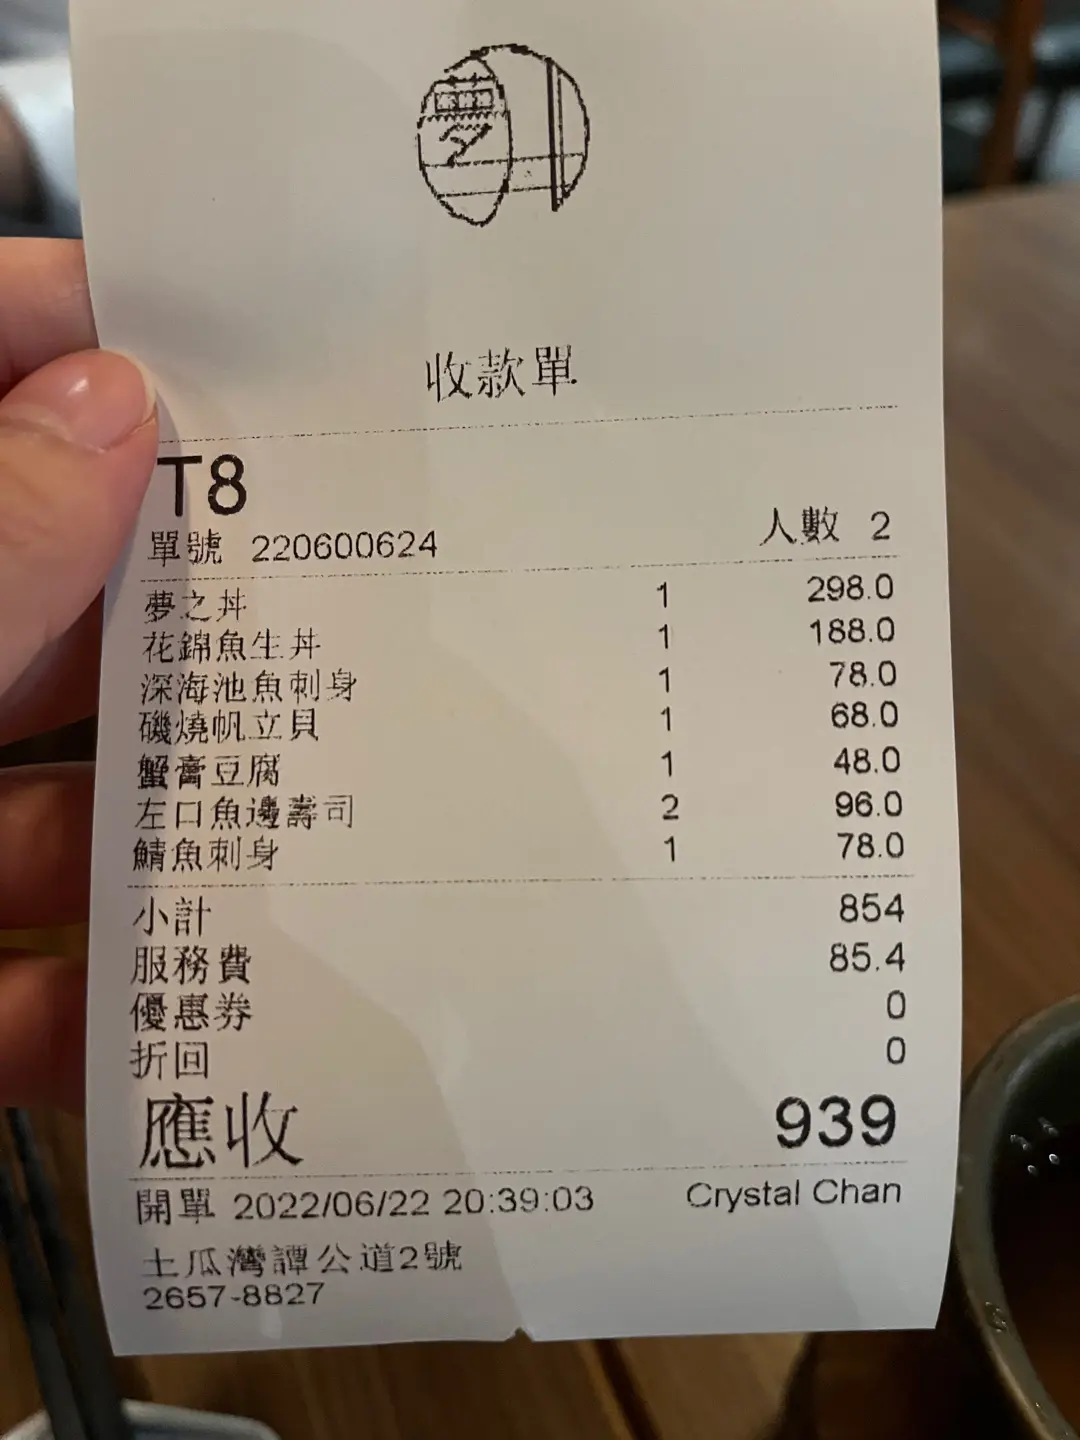 夢
收款單
T8
單號 220600624 人數 2
夢之丼 1 298.0
花錦魚生丼 1 188.0
深海池魚刺身 1 78.0
磯燒帆立貝 1 68.0
蟹膏豆腐 1 48.0
左口魚邊壽司 2 96.0
鯖魚刺身 1 78.0
小計 854
服務費 85.4
優惠券 0
折回 0
應收 939
開單 2022/06/22 20:39:03 Crystal Chan
土瓜灣譚公道2號
2657-8827